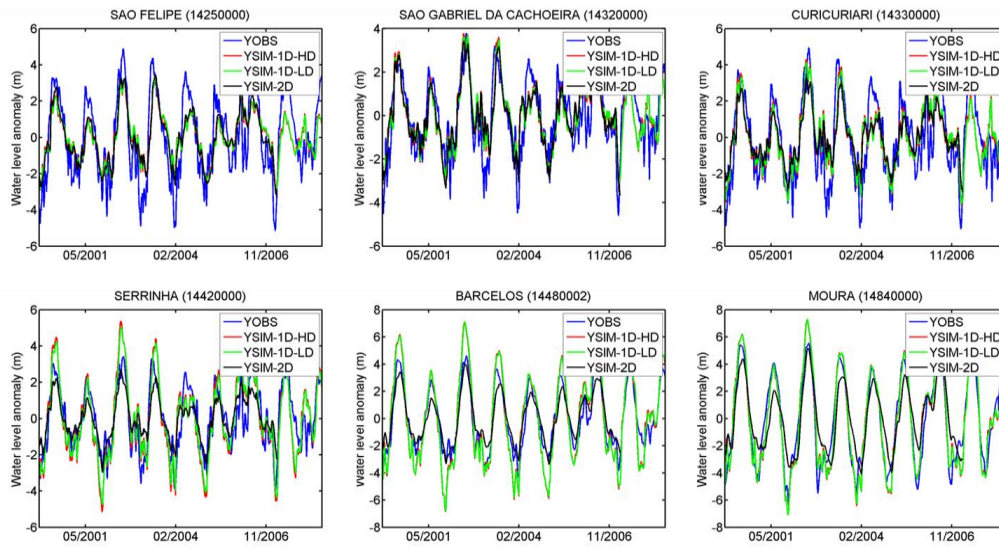 SAO FELIPE (14250000)
Water level anomaly (m)
6
4
2
0
-2
-4
-6
05/2001 02/2004 11/2006
YOBS
YSIM-1D-HD
YSIM-1D-LD
YSIM-2D
SAO GABRIEL DA CACHOEIRA (14320000)
Water level anomaly (m)
4
2
0
-2
-4
-6
05/2001 02/2004 11/2006
YOBS
YSIM-1D-HD
YSIM-1D-LD
YSIM-2D
CURICURIARI (14330000)
Water level anomaly (m)
6
4
2
0
-2
-4
-6
05/2001 02/2004 11/2006
YOBS
YSIM-1D-HD
YSIM-1D-LD
YSIM-2D
SERRINHA (14420000)
Water level anomaly (m)
6
4
2
0
-2
-4
-6
05/2001 02/2004 11/2006
YOBS
YSIM-1D-HD
YSIM-1D-LD
YSIM-2D
BARCELOS (14480002)
Water level anomaly (m)
8
6
4
2
0
-2
-4
-6
-8
05/2001 02/2004 11/2006
YOBS
YSIM-1D-HD
YSIM-1D-LD
YSIM-2D
MOURA (14840000)
Water level anomaly (m)
8
6
4
2
0
-2
-4
-6
-8
05/2001 02/2004 11/2006
YOBS
YSIM-1D-HD
YSIM-1D-LD
YSIM-2D